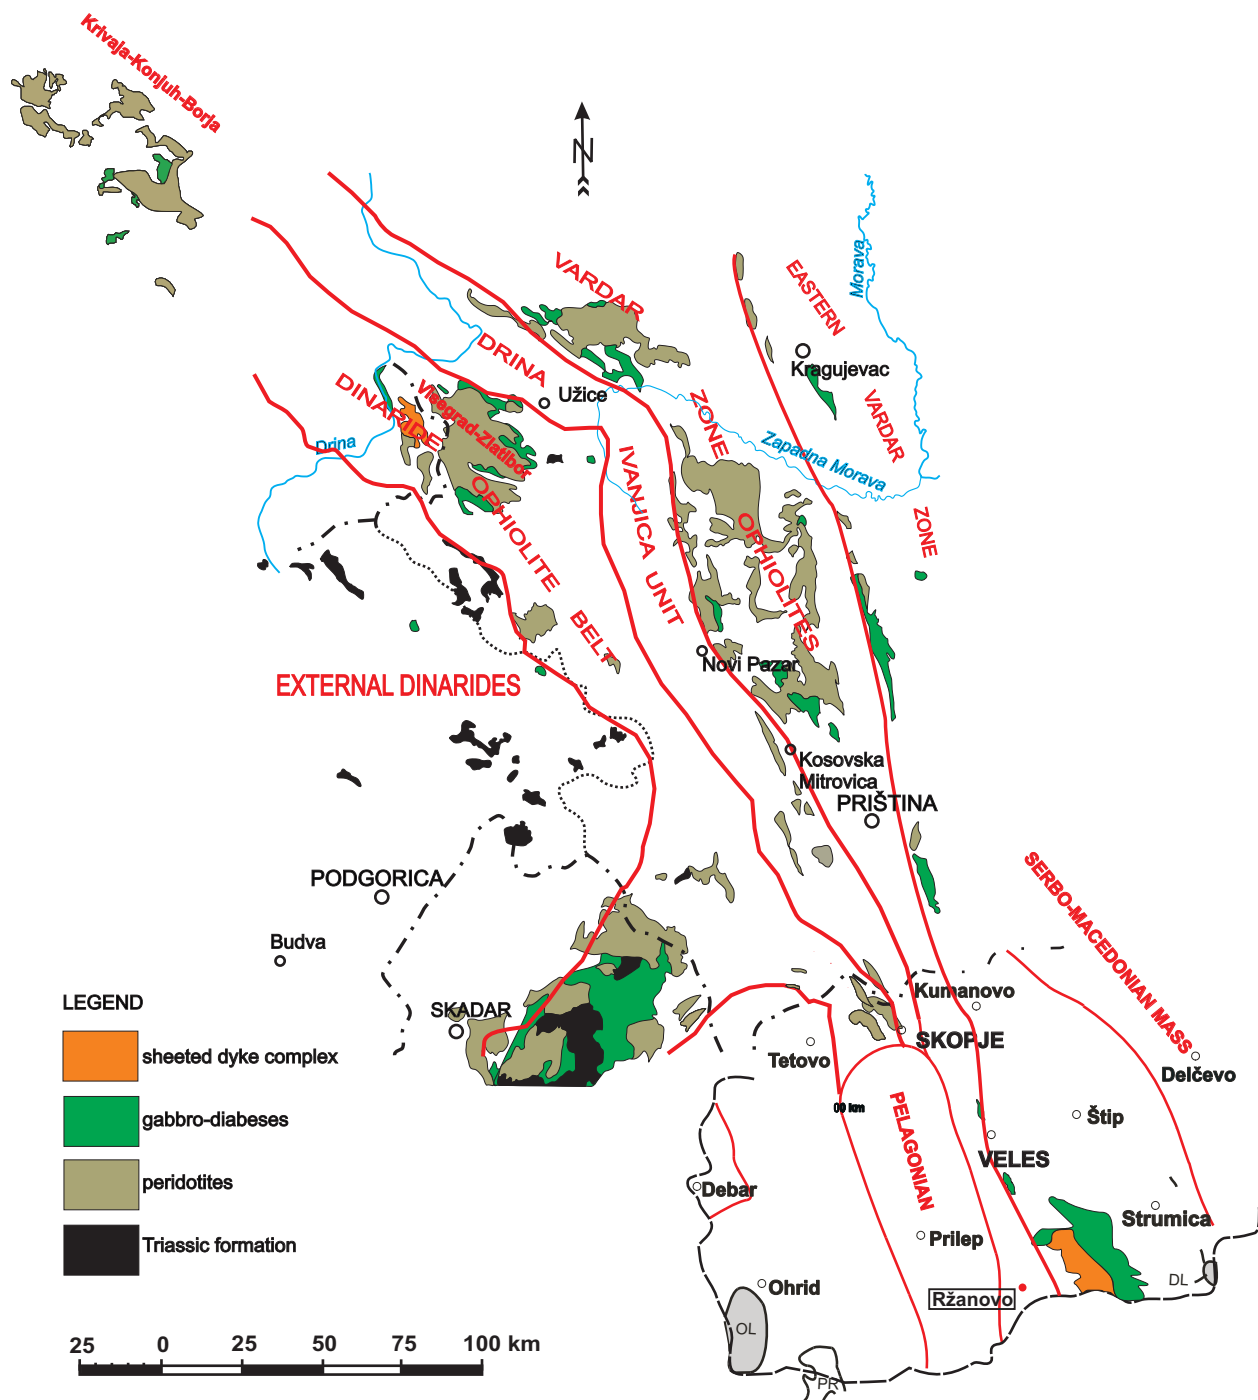 Krivaja-Konjuh-Borja
N
VARDAR
ZONE
OPHIOLITES
EASTERN
VARDAR
ZONE
Morava
Kragujevac
DRINA
IVANJICA
UNIT
Užice
Zapadna Morava
DINARIDE
OPHIOLITE
BELT
Visegrad-Zlatibor
Drina
Novi Pazar
EXTERNAL DINARIDES
Kosovska
Mitrovica
PRIŠTINA
PODGORICA
Budva
SKADAR
SERBO-MACEDONIAN MASS
Kumanovo
SKOPJE
Tetovo
Delčevo
00 km
PELAGONIAN
Štip
VELES
Debar
Strumica
Prilep
Ohrid
Ržanovo
DL
OL
PR
LEGEND
sheeted dyke complex
gabbro-diabeses
peridotites
Triassic formation
25 0 25 50 75 100 km